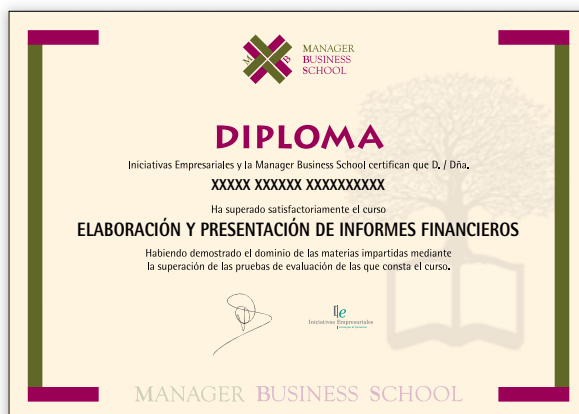 M B
MANAGER
BUSINESS
SCHOOL
DIPLOMA
Iniciativas Empresariales y la Manager Business School certifican que D. / Dña.
XXXXX XXXXXX XXXXXXXXXX
Ha superado satisfactoriamente el curso
ELABORACIÓN Y PRESENTACIÓN DE INFORMES FINANCIEROS
Habiendo demostrado el dominio de las materias impartidas mediante
la superación de las pruebas de evaluación de las que consta el curso.
Ie
Iniciativas Empresariales
MANAGER BUSINESS SCHOOL